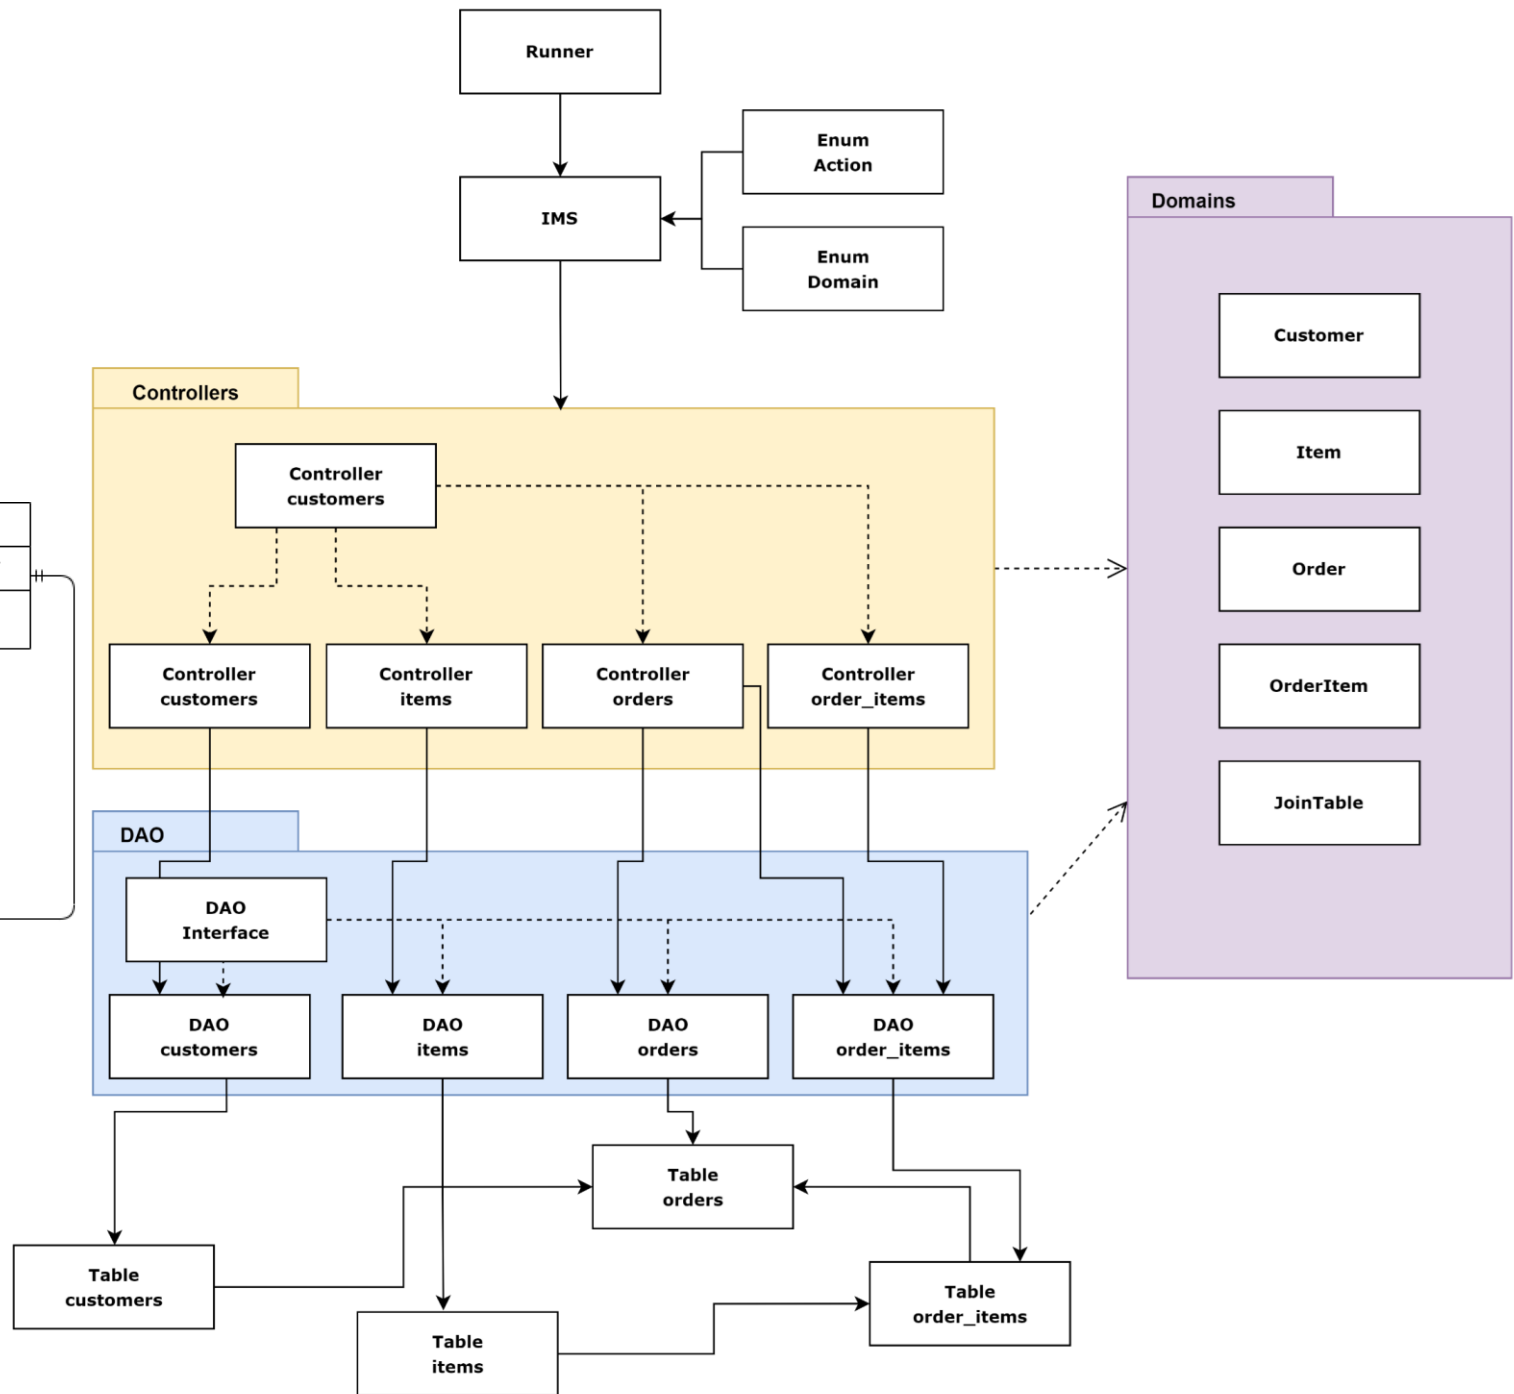 Runner
Enum
Action
IMS
Enum
Domain
Domains
Customer
Item
Order
OrderItem
JoinTable
Controllers
Controller
customers
Controller
customers
Controller
items
Controller
orders
Controller
order_items
DAO
DAO
Interface
DAO
customers
DAO
items
DAO
orders
DAO
order_items
Table
orders
Table
customers
Table
order_items
Table
items